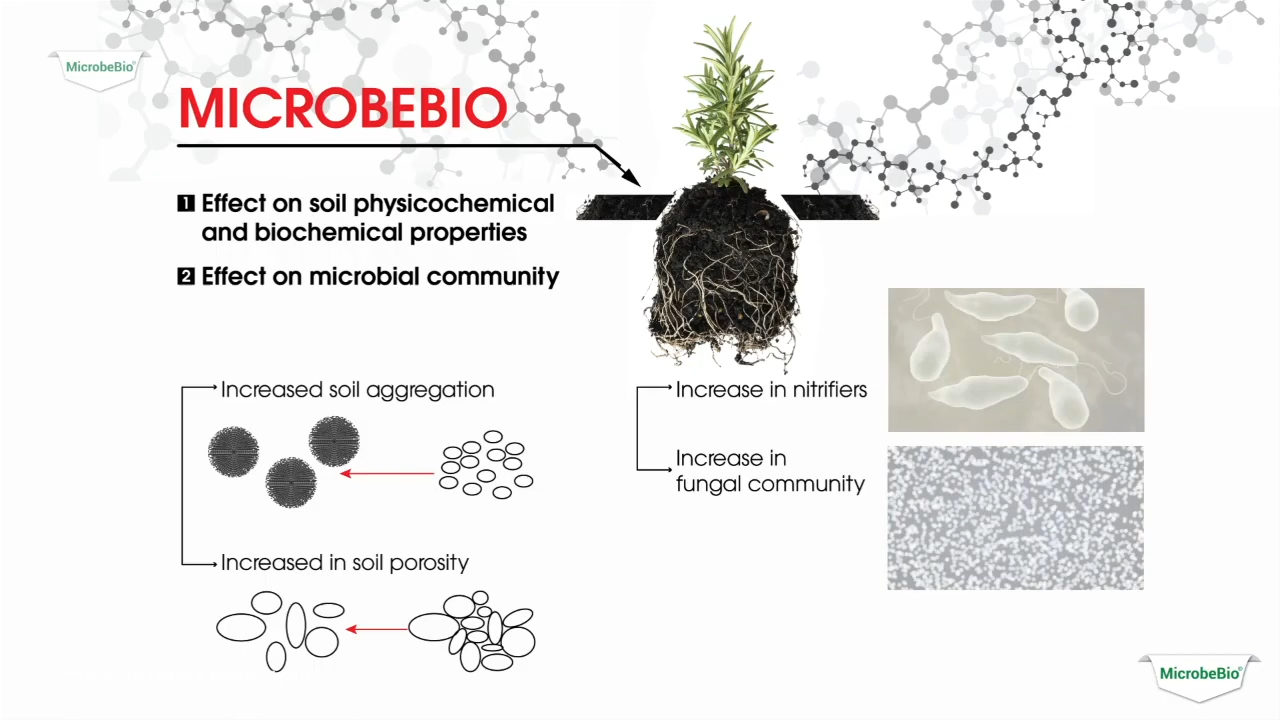 MicrobeBio®
MICROBEBIO
1 Effect on soil physicochemical
and biochemical properties
2 Effect on microbial community
Increased soil aggregation
Increased in soil porosity
Increase in nitrifiers
Increase in
fungal community
MicrobeBio®